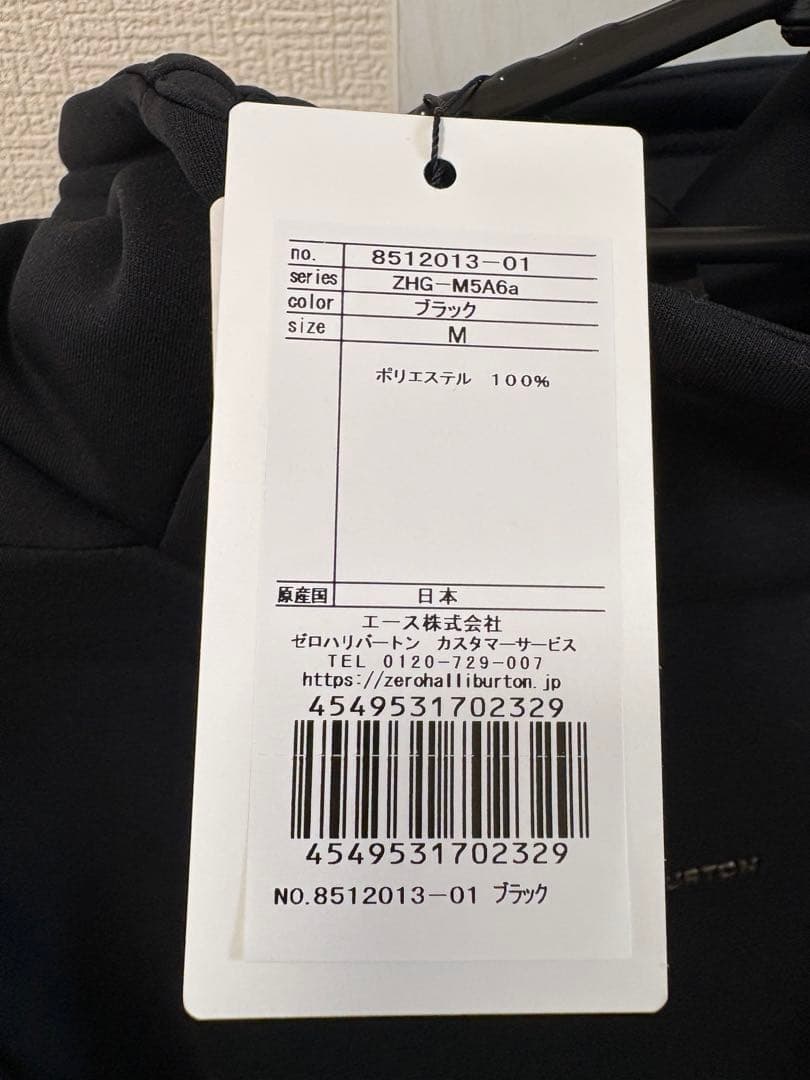 no. 8512013-01
series ZHG-M5A6a
color ブラック
size M
ポリエステル 100%
原産国 日本
エース株式会社
ゼロハリバートン カスタマーサービス
TEL 0120-729-007
https://zerohalliburton.jp
4549531702329
4549531702329
NO.8512013-01 ブラック
URTON